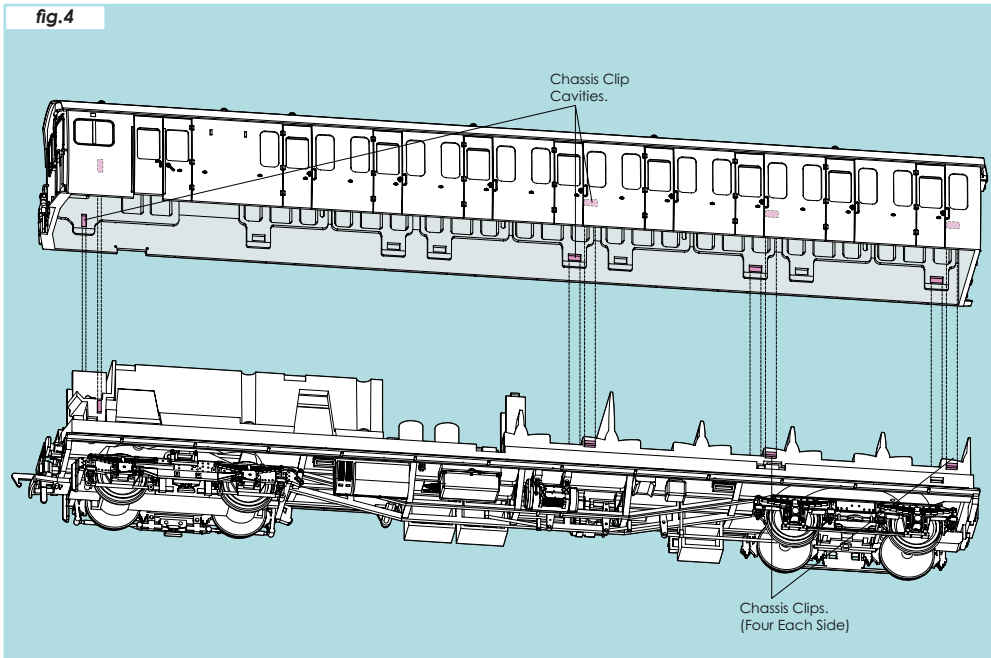 fig.4
Chassis Clip
Cavities.
Chassis Clips.
(Four Each Side)